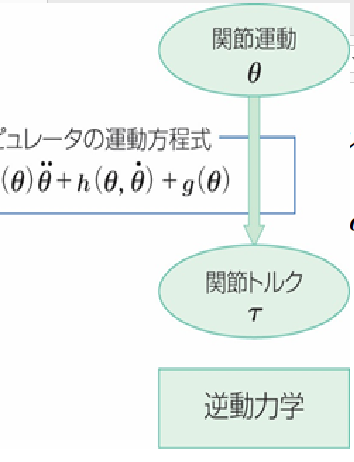 関節運動
θ
ピュレータの運動方程式
(θ)θ̈+h(θ, θ̇)+g(θ)
関節トルク
τ
逆動力学